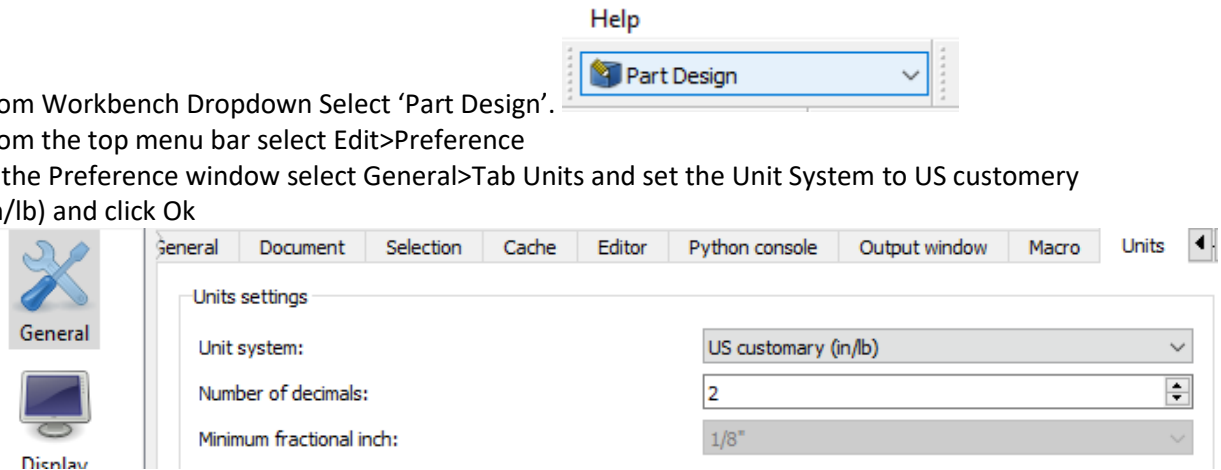 Help
Part Design
om Workbench Dropdown Select ‘Part Design’.
om the top menu bar select Edit>Preference
the Preference window select General>Tab Units and set the Unit System to US customery
n/lb) and click Ok
General Document Selection Cache Editor Python console Output window Macro Units
Units settings
General
Unit system: US customary (in/lb)
Number of decimals: 2
Minimum fractional inch: 1/8"
Display